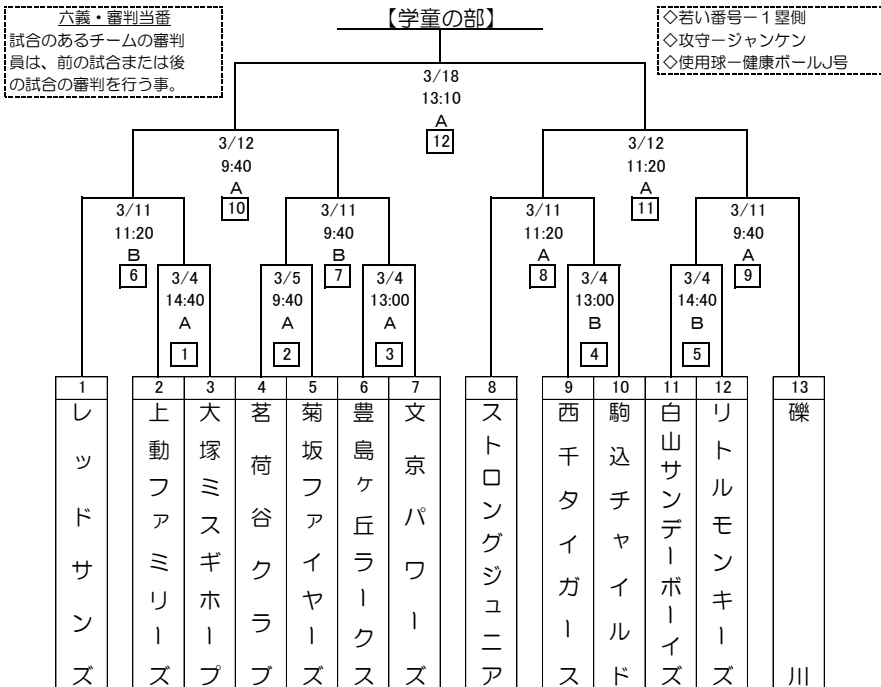 【学童の部】
六義・審判当番
試合のあるチームの審判
員は、前の試合または後
の試合の審判を行う事。
◇若い番号ー1塁側
◇攻守ージャンケン
◇使用球ー健康ボールJ号
3/18
13:10
A
12
3/12
9:40
A
10
3/12
11:20
A
11
3/11
11:20
B
6
3/11
9:40
B
7
3/11
11:20
A
8
3/11
9:40
A
9
3/4
14:40
A
1
3/5
9:40
A
2
3/4
13:00
A
3
3/4
13:00
B
4
3/4
14:40
B
5
1
レッドサンズ
2
上動ファミリーズ
3
大塚ミスギホープ
4
茗荷谷クラブ
5
菊坂ファイヤーズ
6
豊島ヶ丘ラークス
7
文京パワーズ
8
ストロングジュニア
9
西千タイガース
10
駒込チャイルド
11
白山サンデーボーイズ
12
リトルモンキーズ
13
礫川